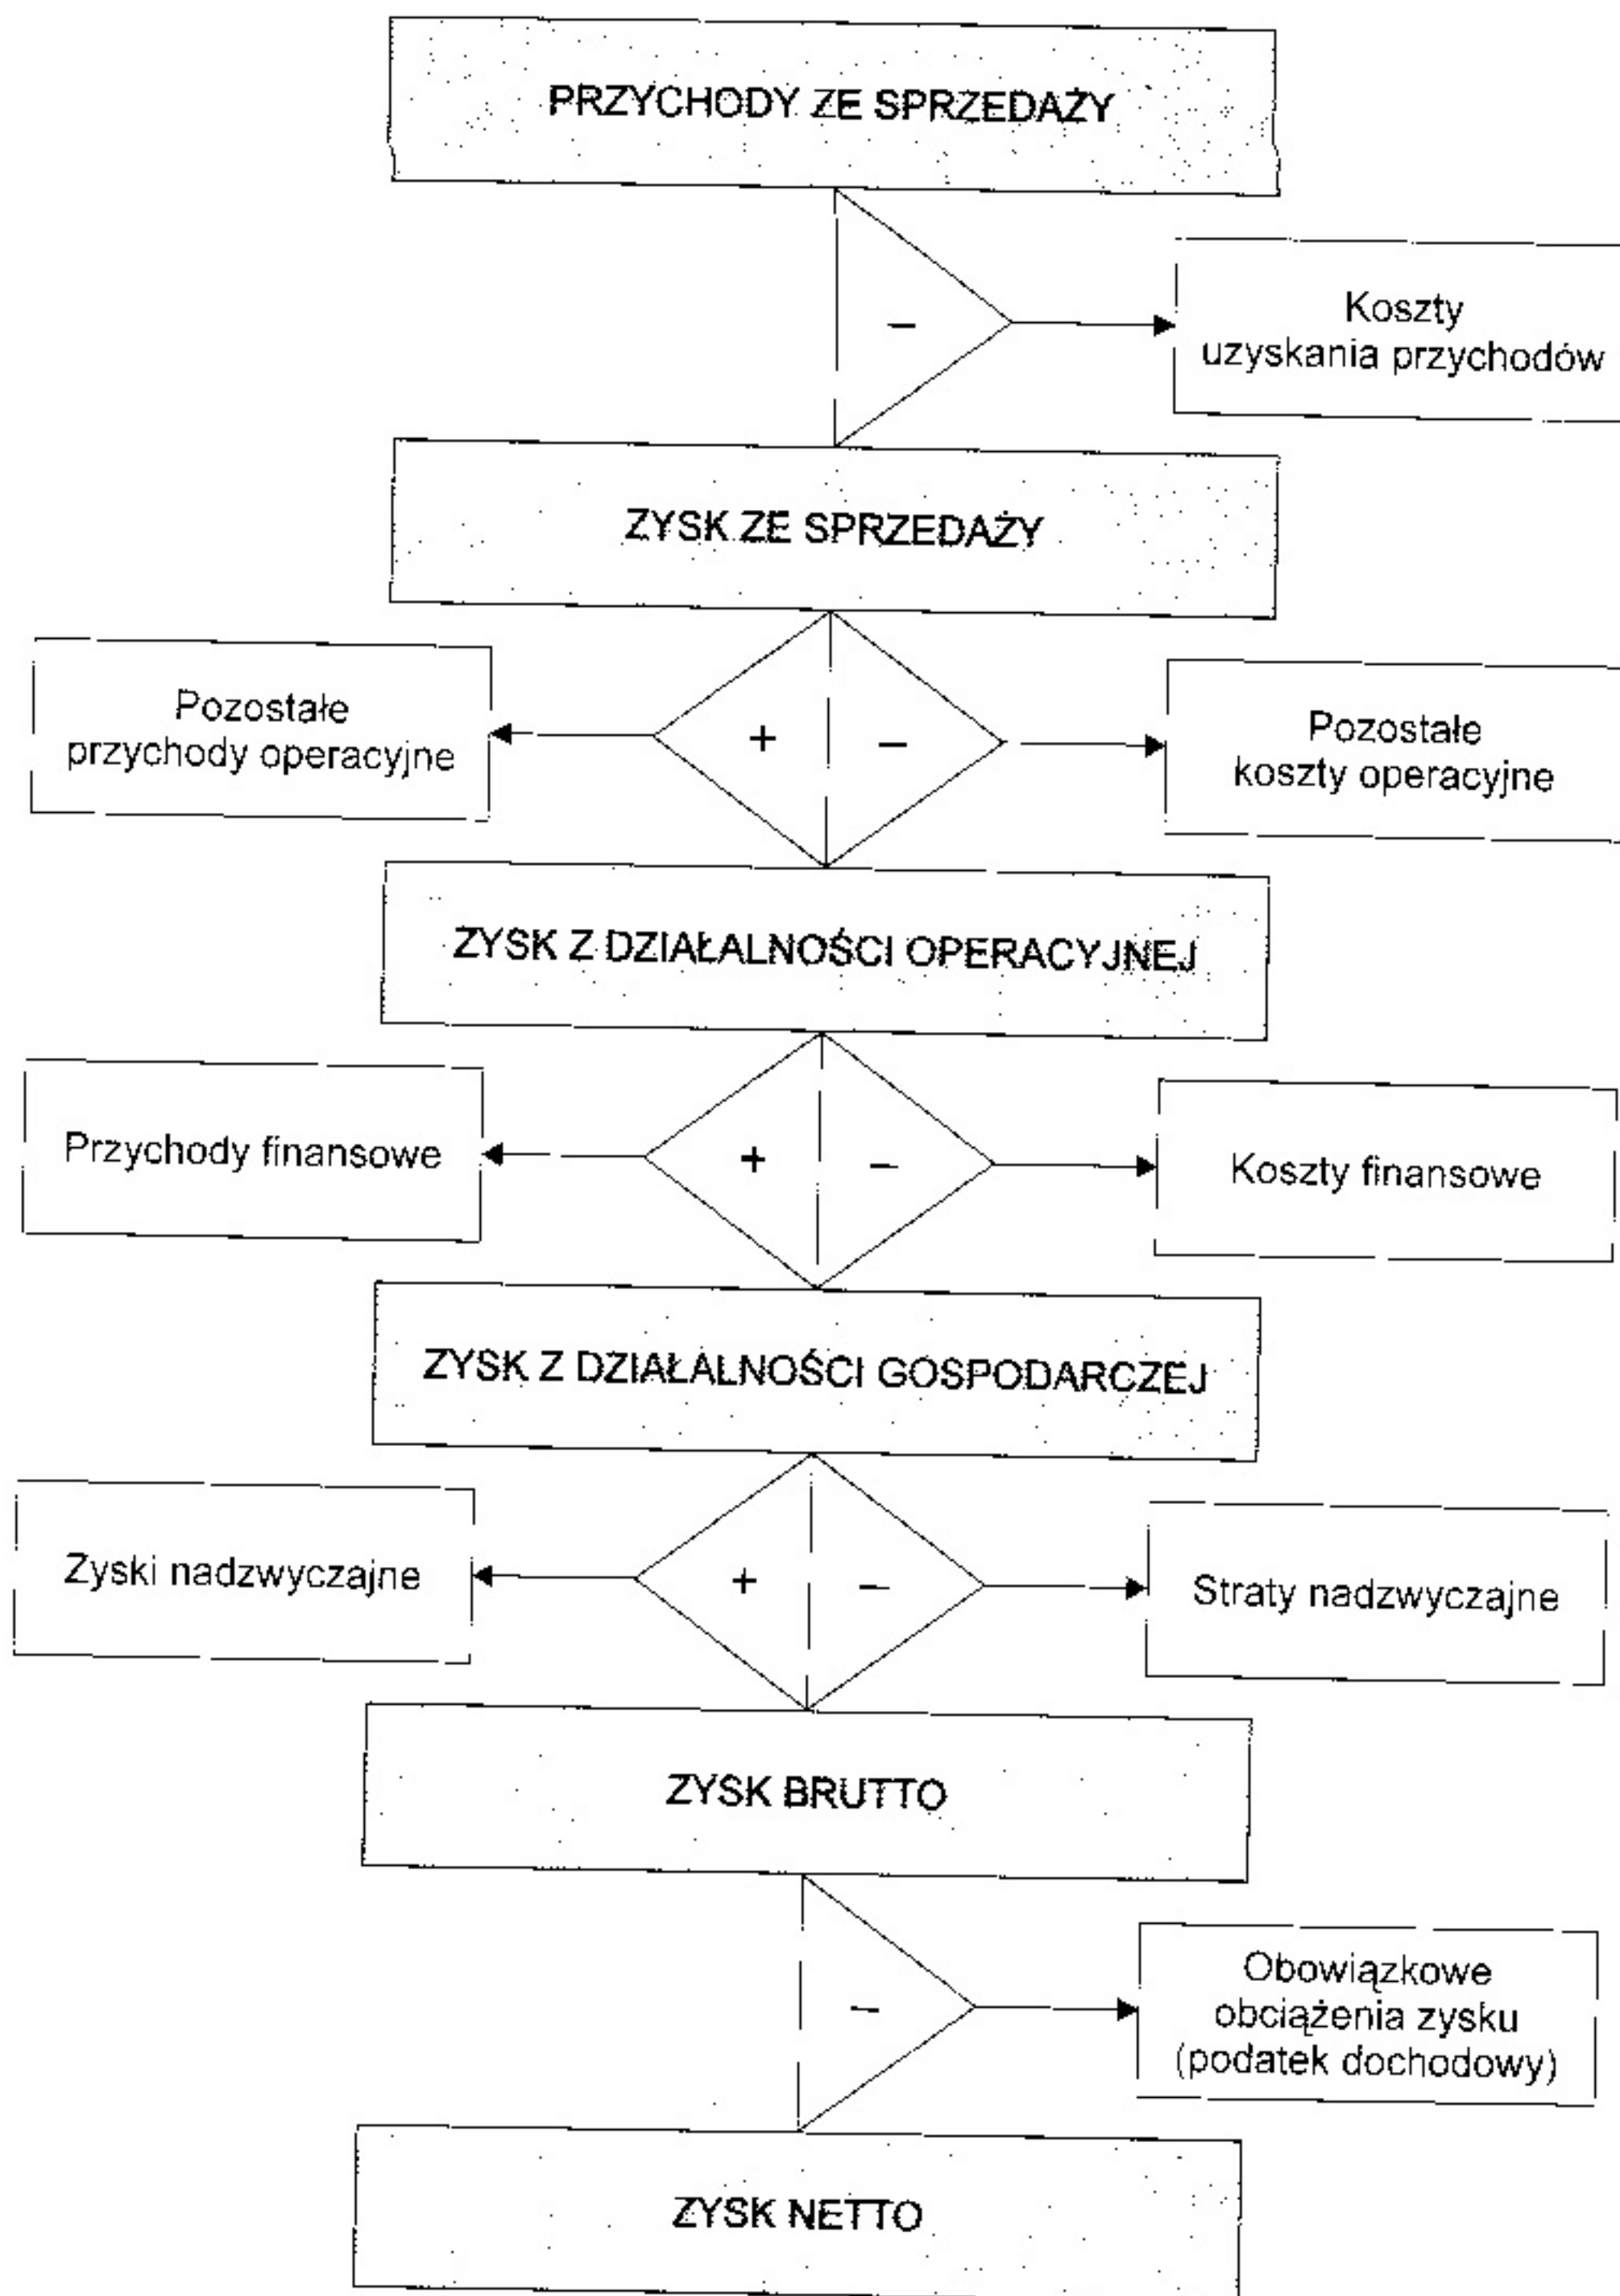 PRZYCHODY ZE SPRZEDAŻY
–
Koszty
uzyskania przychodów
ZYSK ZE SPRZEDAŻY
Pozostałe
przychody operacyjne
+ –
Pozostałe
koszty operacyjne
ZYSK Z DZIAŁALNOŚCI OPERACYJNEJ
Przychody finansowe
+ –
Koszty finansowe
ZYSK Z DZIAŁALNOŚCI GOSPODARCZEJ
Zyski nadzwyczajne
+ –
Straty nadzwyczajne
ZYSK BRUTTO
–
Obowiązkowe
obciążenia zysku
(podatek dochodowy)
ZYSK NETTO